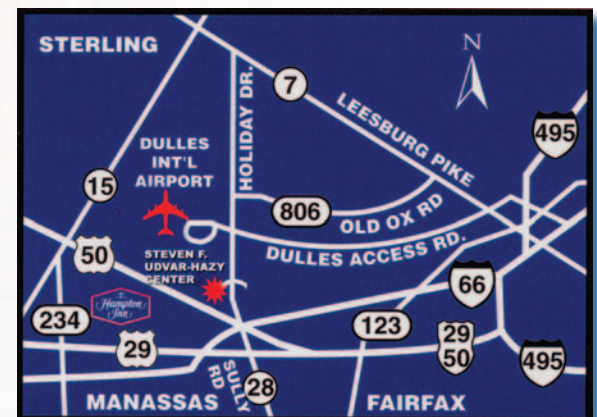 STERLING
N
7
HOLIDAY DR.
LEESBURG PIKE
495
DULLES
INT'L
AIRPORT
15
806
OLD OX RD
DULLES ACCESS RD.
50
STEVEN F.
UDVAR-HAZY
CENTER
66
Hampton
Inn
234
123
29
29
50
495
SULLY
RD
28
MANASSAS
FAIRFAX